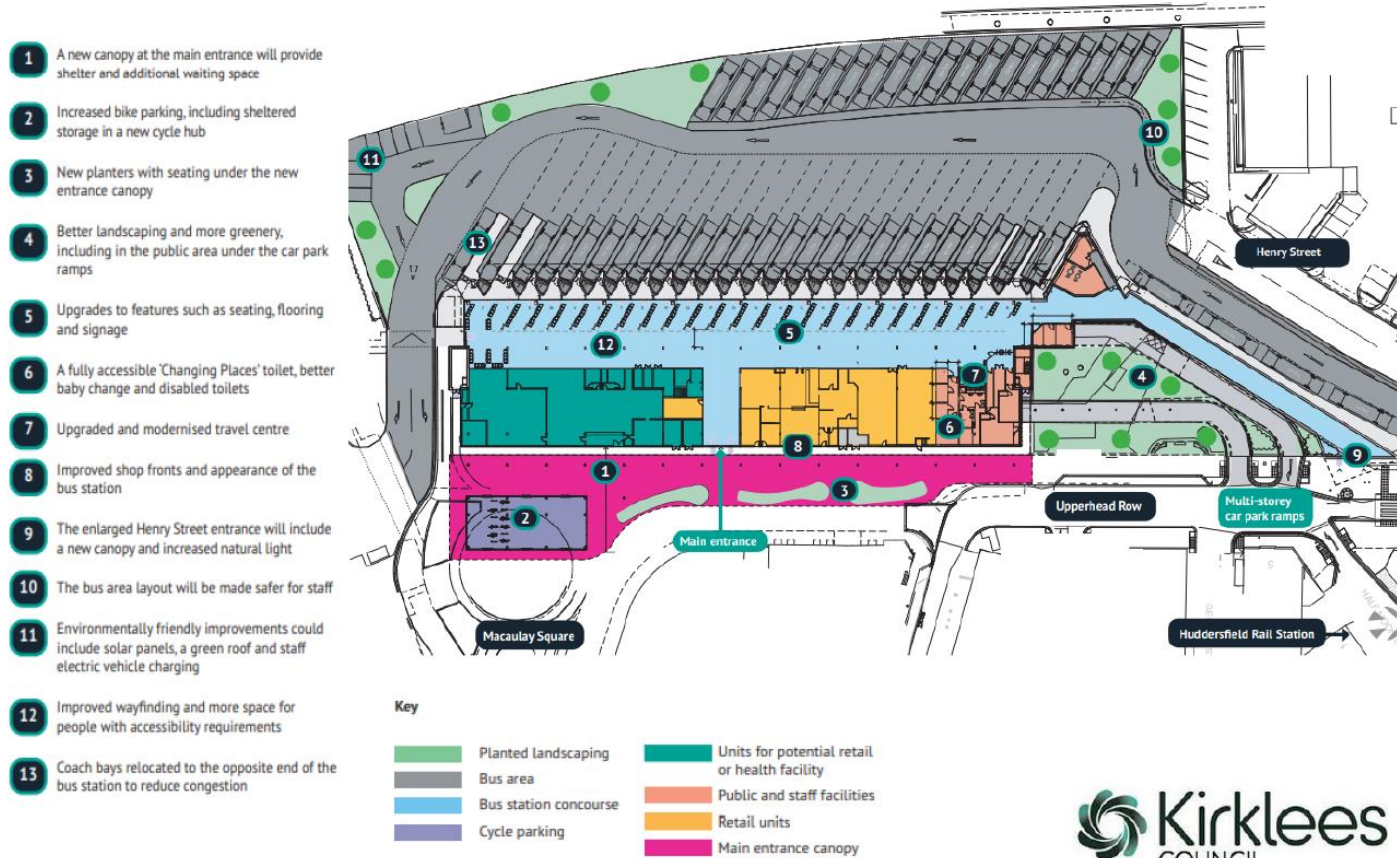 1
A new canopy at the main entrance will provide
shelter and additional waiting space
2
Increased bike parking, including sheltered
storage in a new cycle hub
3
New planters with seating under the new
entrance canopy
4
Better landscaping and more greenery,
including in the public area under the car park
ramps
5
Upgrades to features such as seating, flooring
and signage
6
A fully accessible ‘Changing Places’ toilet, better
baby change and disabled toilets
7
Upgraded and modernised travel centre
8
Improved shop fronts and appearance of the
bus station
9
The enlarged Henry Street entrance will include
a new canopy and increased natural light
10
The bus area layout will be made safer for staff
11
Environmentally friendly improvements could
include solar panels, a green roof and staff
electric vehicle charging
12
Improved wayfinding and more space for
people with accessibility requirements
13
Coach bays relocated to the opposite end of the
bus station to reduce congestion
10
11
13
Henry Street
12
5
7
4
6
8
9
1
3
2
Upperhead Row
Multi-storey
car park ramps
Main entrance
Macaulay Square
Huddersfield Rail Station
Key
Planted landscaping
Bus area
Bus station concourse
Cycle parking
Units for potential retail
or health facility
Public and staff facilities
Retail units
Main entrance canopy
Kirklees
COUNCIL